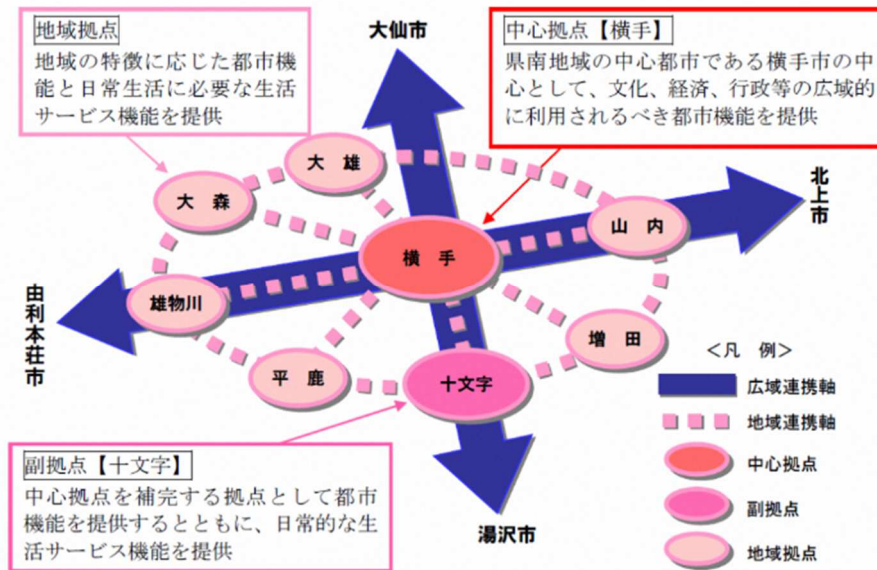 地域拠点
地域の特徴に応じた都市機
能と日常生活に必要な生活
サービス機能を提供
大仙市
中心拠点【横手】
県南地域の中心都市である横手市の中
心として、文化、経済、行政等の広域的
に利用されるべき都市機能を提供
大 雄
大 森
北上市
山 内
横 手
雄物川
由利本荘市
増 田
平 鹿
十文字
<凡 例>
広域連携軸
地域連携軸
中心拠点
副拠点
地域拠点
副拠点【十文字】
中心拠点を補完する拠点として都市
機能を提供するとともに、日常的な生
活サービス機能を提供
湯沢市